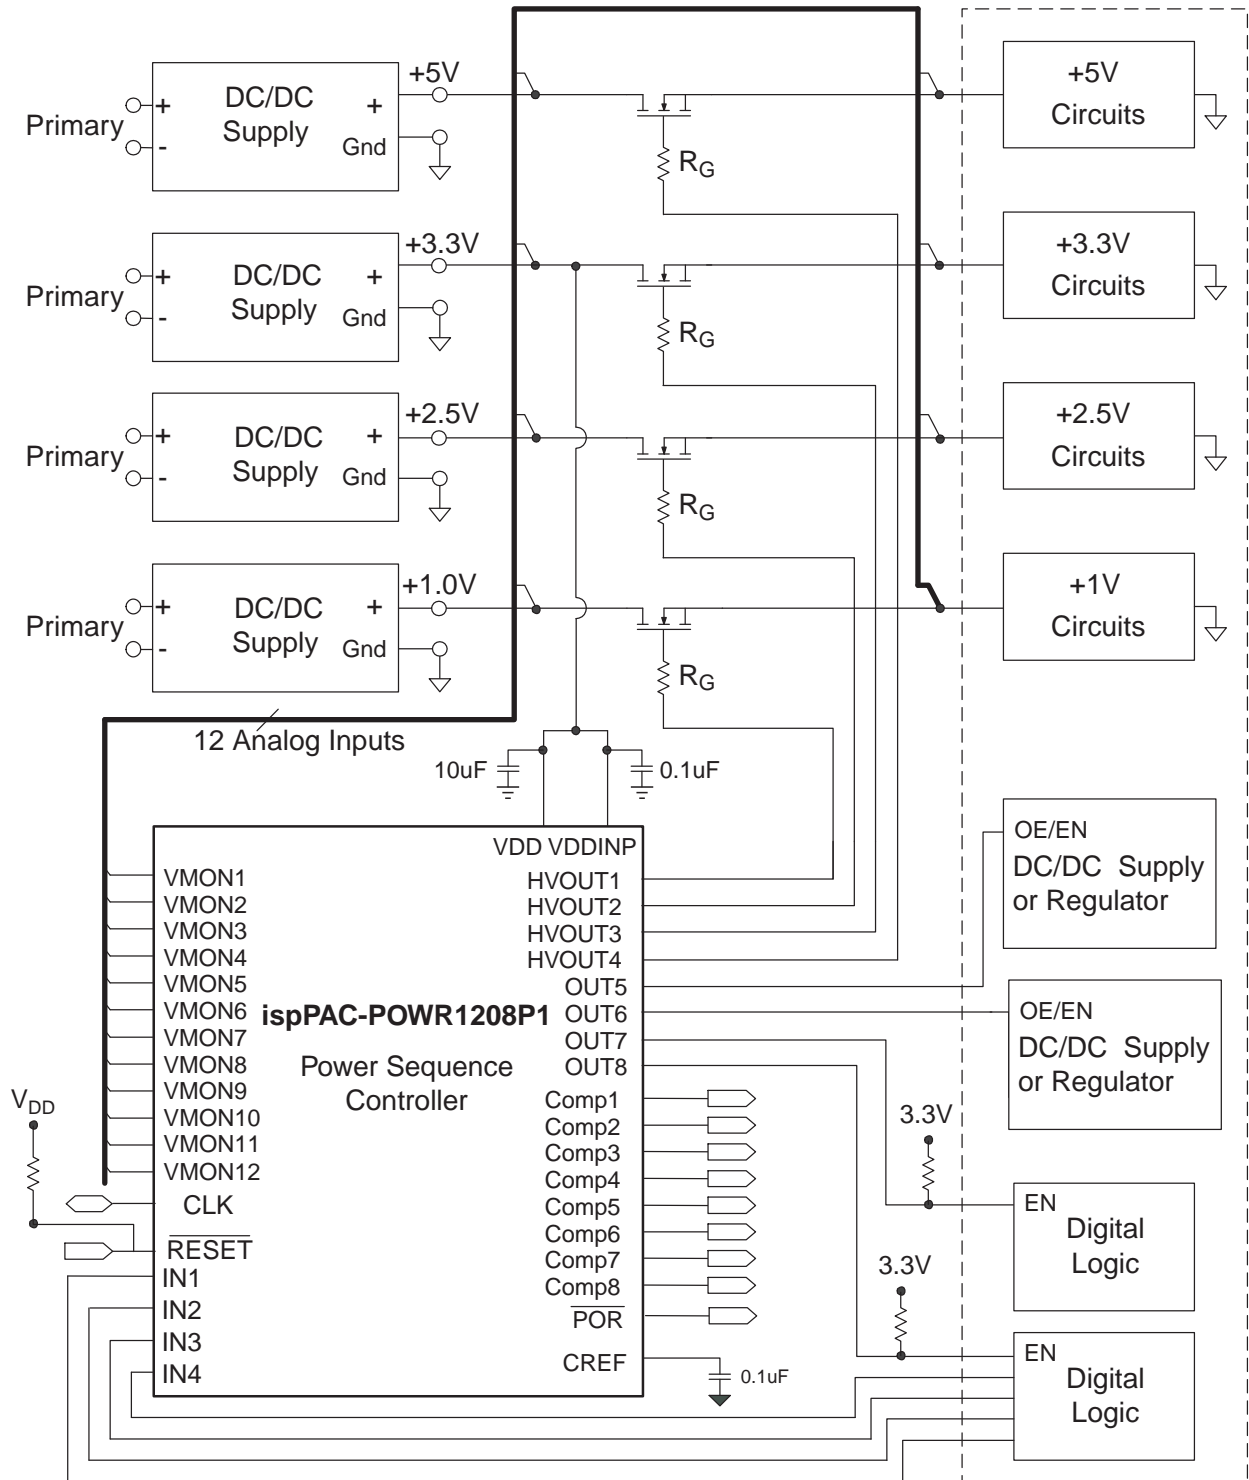 +5V
DC/DC
Supply
+
Gnd
Primary
+
-
RG
+5V
Circuits
+3.3V
DC/DC
Supply
+
Gnd
Primary
+
-
RG
+3.3V
Circuits
+2.5V
DC/DC
Supply
+
Gnd
Primary
+
-
RG
+2.5V
Circuits
+1.0V
DC/DC
Supply
+
Gnd
Primary
+
-
RG
+1V
Circuits
12 Analog Inputs
10uF
0.1uF
VDD VDDINP
VMON1
VMON2
VMON3
VMON4
VMON5
VMON6
VMON7
VMON8
VMON9
VMON10
VMON11
VMON12
CLK
RESET
IN1
IN2
IN3
IN4
VDD
ispPAC-POWR1208P1
Power Sequence
Controller
HVOUT1
HVOUT2
HVOUT3
HVOUT4
OUT5
OUT6
OUT7
OUT8
Comp1
Comp2
Comp3
Comp4
Comp5
Comp6
Comp7
Comp8
POR
CREF
0.1uF
OE/EN
DC/DC Supply
or Regulator
OE/EN
DC/DC Supply
or Regulator
3.3V
EN
Digital
Logic
3.3V
EN
Digital
Logic